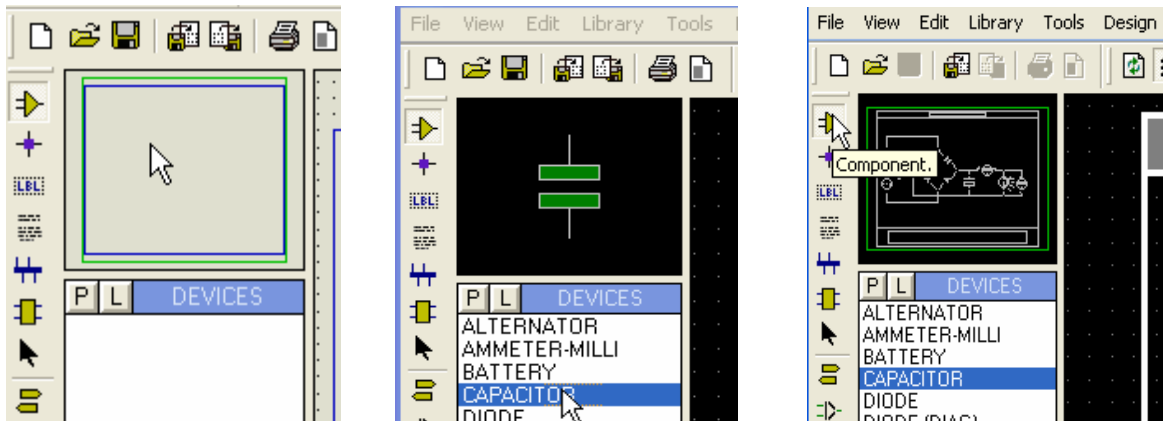 LBL
P L DEVICES
File View Edit Library Tools
LBL
P L DEVICES
ALTERNATOR
AMMETER-MILLI
BATTERY
CAPACITOR
DIODE
File View Edit Library Tools Design
Component.
LBL
P L DEVICES
ALTERNATOR
AMMETER-MILLI
BATTERY
CAPACITOR
DIODE